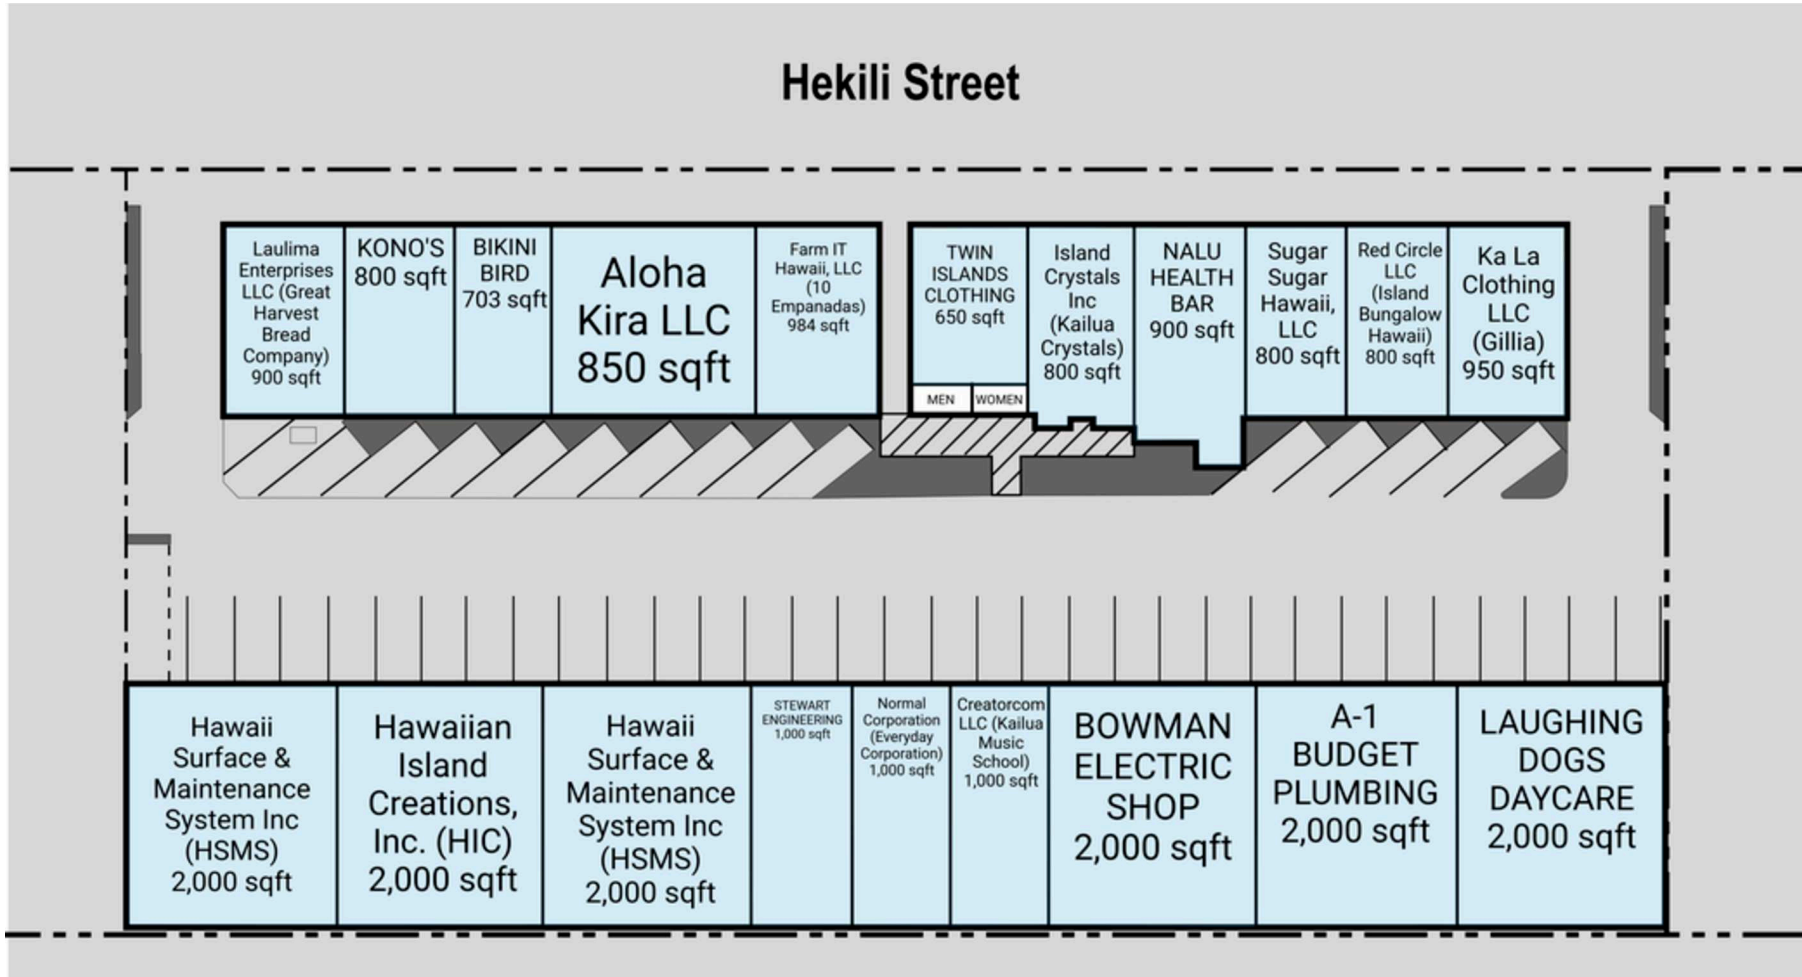 Hekili Street
Laulima
Enterprises
LLC (Great
Harvest
Bread
Company)
900 sqft
KONO'S
800 sqft
BIKINI
BIRD
703 sqft
Aloha
Kira LLC
850 sqft
Farm IT
Hawaii, LLC
(10
Empanadas)
984 sqft
TWIN
ISLANDS
CLOTHING
650 sqft
MEN
WOMEN
Island
Crystals
Inc
(Kailua
Crystals)
800 sqft
NALU
HEALTH
BAR
900 sqft
Sugar
Sugar
Hawaii,
LLC
800 sqft
Red Circle
LLC
(Island
Bungalow
Hawaii)
800 sqft
Ka La
Clothing
LLC
(Gillia)
950 sqft
Hawaii
Surface &
Maintenance
System Inc
(HSMS)
2,000 sqft
Hawaiian
Island
Creations,
Inc. (HIC)
2,000 sqft
Hawaii
Surface &
Maintenance
System Inc
(HSMS)
2,000 sqft
STEWART
ENGINEERING
1,000 sqft
Normal
Corporation
(Everyday
Corporation)
1,000 sqft
Creatorcom
LLC (Kailua
Music
School)
1,000 sqft
BOWMAN
ELECTRIC
SHOP
2,000 sqft
A-1
BUDGET
PLUMBING
2,000 sqft
LAUGHING
DOGS
DAYCARE
2,000 sqft